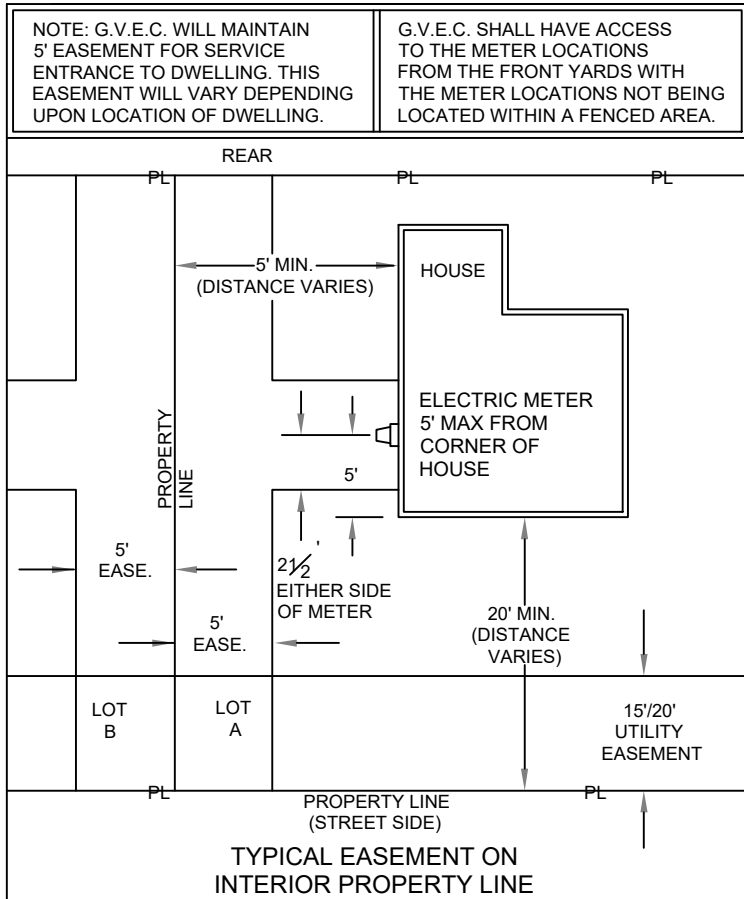 NOTE: G.V.E.C. WILL MAINTAIN
5' EASEMENT FOR SERVICE
ENTRANCE TO DWELLING. THIS
EASEMENT WILL VARY DEPENDING
UPON LOCATION OF DWELLING.
G.V.E.C. SHALL HAVE ACCESS
TO THE METER LOCATIONS
FROM THE FRONT YARDS WITH
THE METER LOCATIONS NOT BEING
LOCATED WITHIN A FENCED AREA.
REAR
PL
PL
PL
5' MIN.
(DISTANCE VARIES)
HOUSE
ELECTRIC METER
5' MAX FROM
CORNER OF
HOUSE
PROPERTY
LINE
5'
5'
EASE.
2 1/2'
EITHER SIDE
OF METER
5'
EASE.
20' MIN.
(DISTANCE
VARIES)
LOT
B
LOT
A
15'/20'
UTILITY
EASEMENT
PL
PL
PROPERTY LINE
(STREET SIDE)
TYPICAL EASEMENT ON
INTERIOR PROPERTY LINE